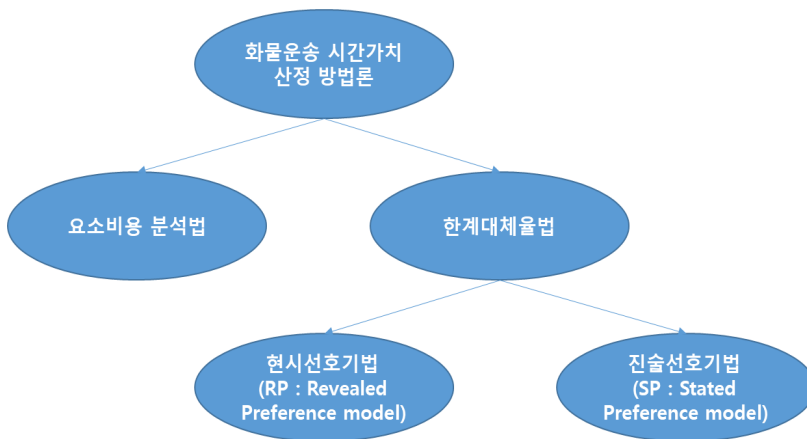 화물운송 시간가치
산정 방법론
요소비용 분석법
한계대체율법
현시선호기법
(RP : Revealed
Preference model)
진술선호기법
(SP : Stated
Preference model)